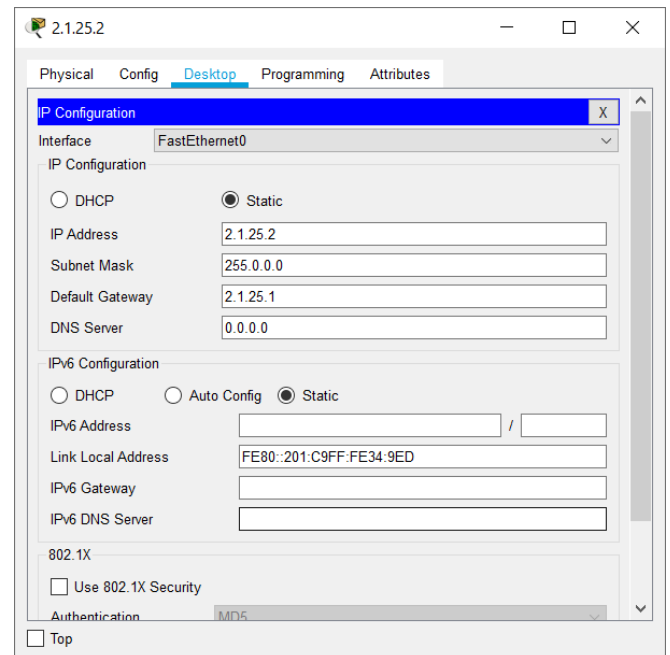 2.1.25.2
Physical Config Desktop Programming Attributes
IP Configuration X
Interface FastEthernet0
IP Configuration
DHCP Static
IP Address 2.1.25.2
Subnet Mask 255.0.0.0
Default Gateway 2.1.25.1
DNS Server 0.0.0.0
IPv6 Configuration
DHCP Auto Config Static
IPv6 Address /
Link Local Address FE80::201:C9FF:FE34:9ED
IPv6 Gateway
IPv6 DNS Server
802.1X
Use 802.1X Security
Authentication MD5
Top